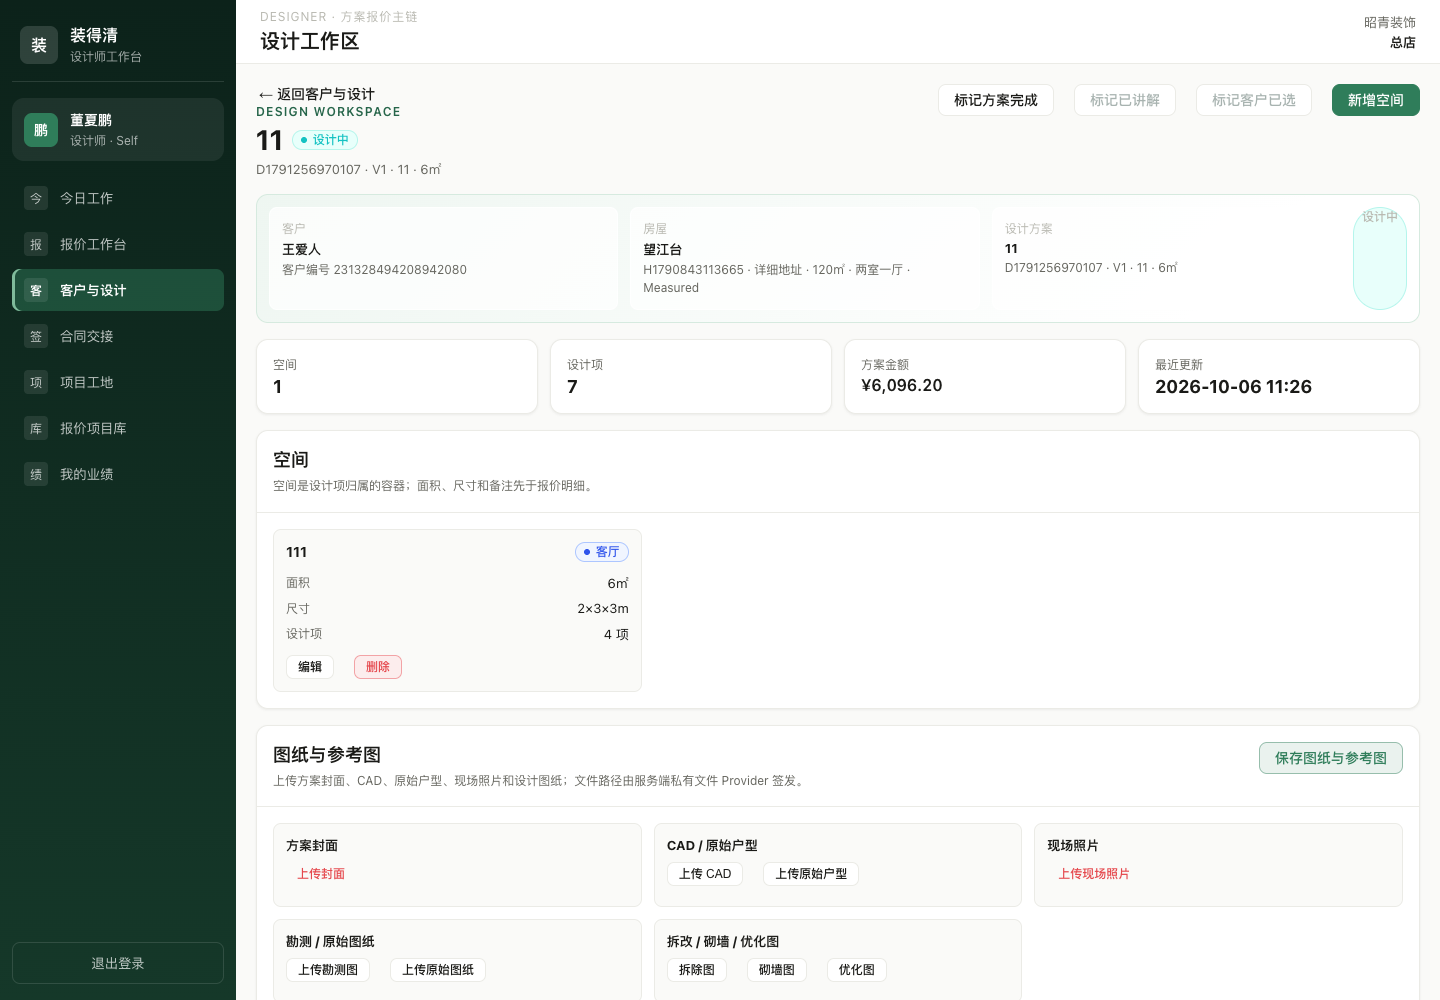 装
装得清
设计师工作台
鹏
董夏鹏
设计师 · Self
今 今日工作
报 报价工作台
客 客户与设计
签 合同交接
项 项目工地
库 报价项目库
绩 我的业绩
退出登录
DESIGNER · 方案报价主链
设计工作区
昭青装饰
总店
← 返回客户与设计
DESIGN WORKSPACE
11 设计中
D1791256970107 · V1 · 11 · 6㎡
标记方案完成 标记已讲解 标记客户已选 新增空间
客户
王爱人
客户编号 231328494208942080
房屋
望江台
H1790843113665 · 详细地址 · 120㎡ · 两室一厅 ·
Measured
设计方案
11
D1791256970107 · V1 · 11 · 6㎡
设计中
空间
1
设计项
7
方案金额
¥6,096.20
最近更新
2026-10-06 11:26
空间
空间是设计项归属的容器；面积、尺寸和备注先于报价明细。
111 客厅
面积 6㎡
尺寸 2×3×3m
设计项 4 项
编辑 删除
图纸与参考图
上传方案封面、CAD、原始户型、现场照片和设计图纸；文件路径由服务端私有文件 Provider 签发。
保存图纸与参考图
方案封面
上传封面
CAD / 原始户型
上传 CAD 上传原始户型
现场照片
上传现场照片
勘测 / 原始图纸
上传勘测图 上传原始图纸
拆改 / 砌墙 / 优化图
拆除图 砌墙图 优化图